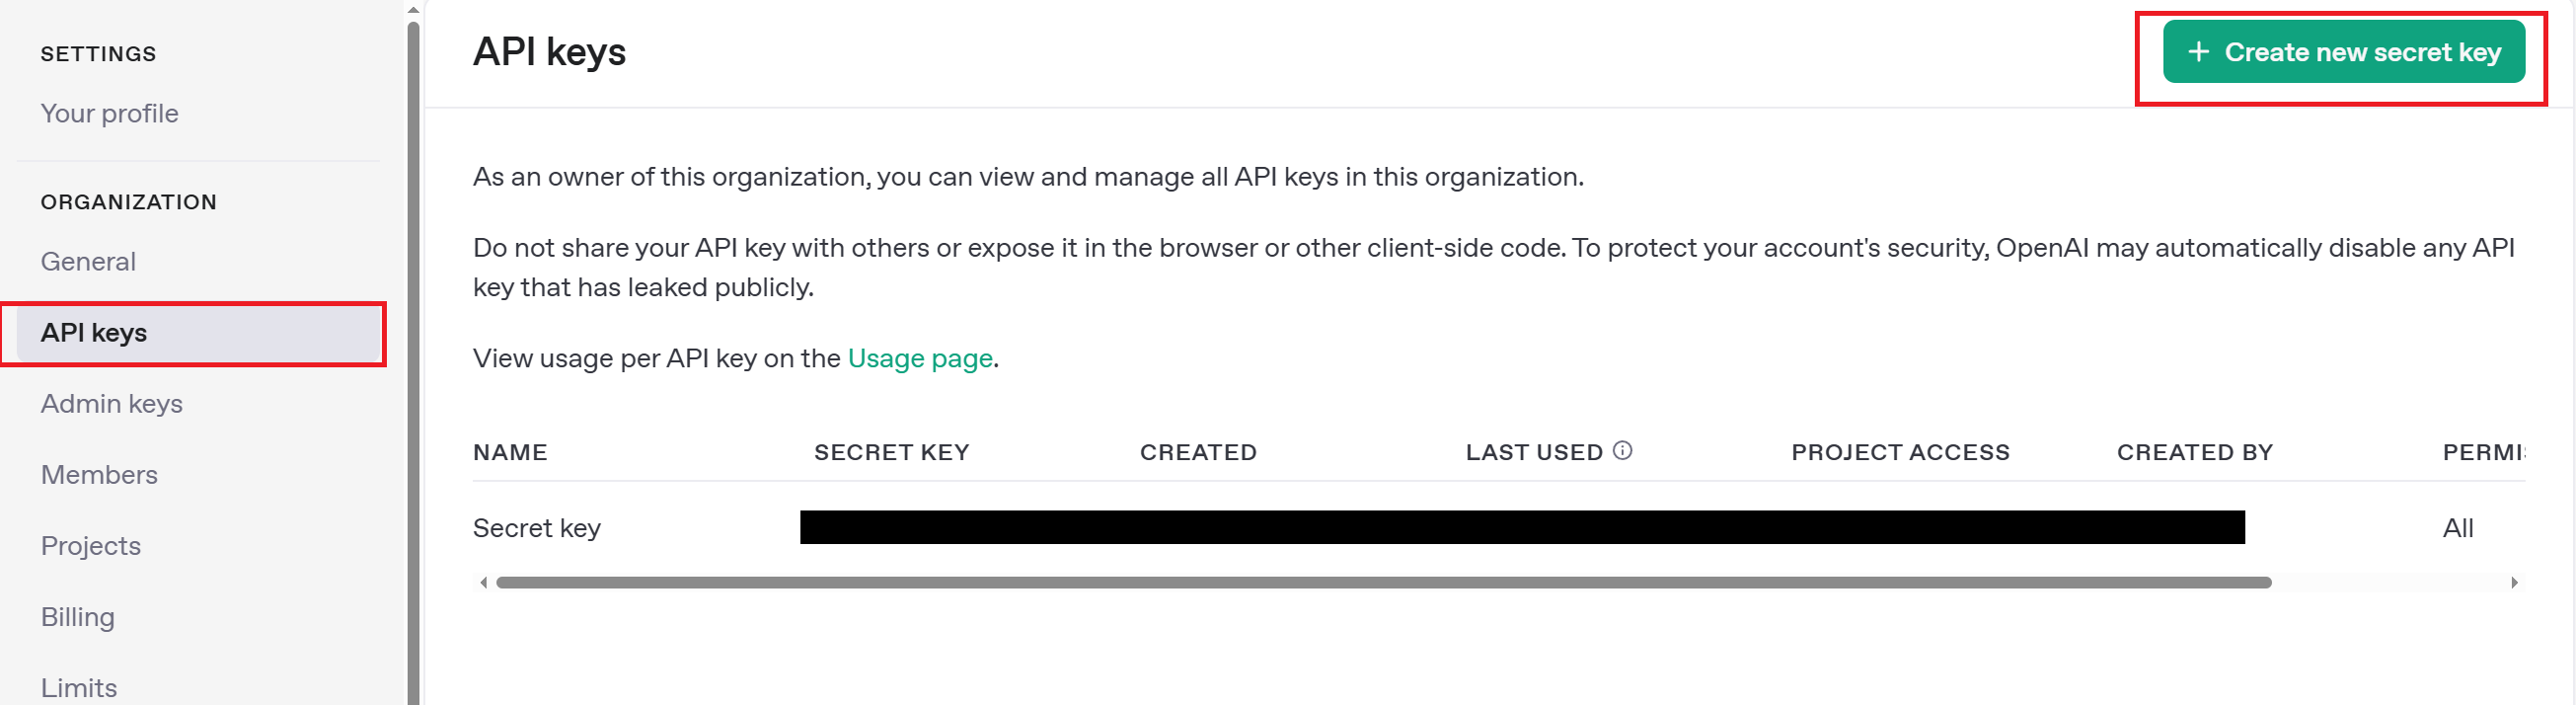 SETTINGS
Your profile
ORGANIZATION
General
API keys
Admin keys
Members
Projects
Billing
Limits
API keys
+ Create new secret key
As an owner of this organization, you can view and manage all API keys in this organization.
Do not share your API key with others or expose it in the browser or other client-side code. To protect your account's security, OpenAI may automatically disable any API
key that has leaked publicly.
View usage per API key on the Usage page.
NAME SECRET KEY CREATED LAST USED PROJECT ACCESS CREATED BY
Secret key All